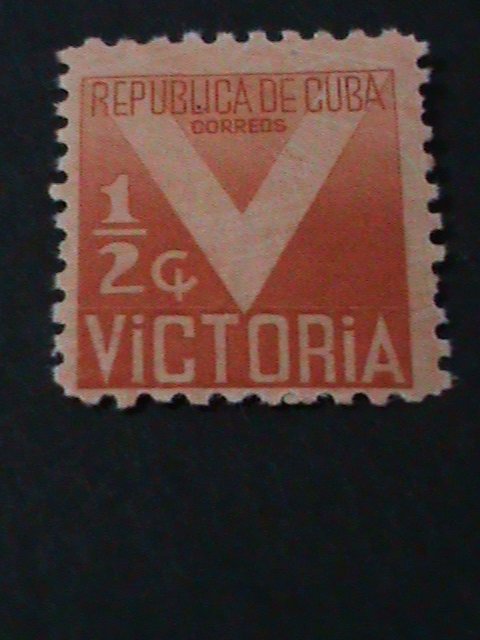 REPUBLICA DE CUBA
CORREOS
1/2 ¢
ViCTORiA